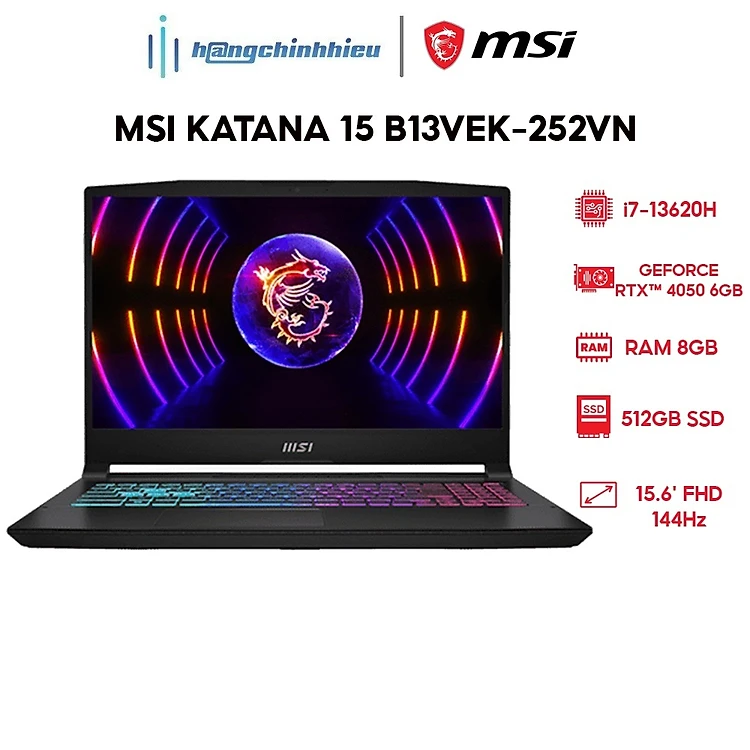 h@ngchinhhieu
msi
MSI KATANA 15 B13VEK-252VN
i7-13620H
GEFORCE
RTX™ 4050 6GB
RAM
RAM 8GB
SSD
512GB SSD
msi
15.6' FHD
144Hz